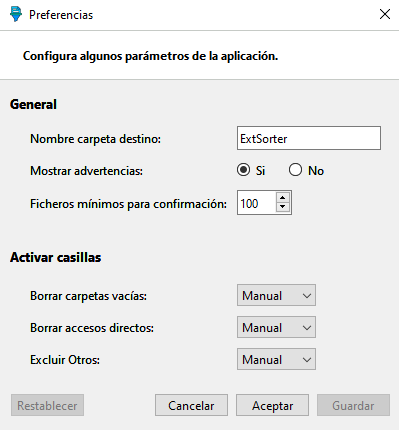 Preferencias
Configura algunos parámetros de la aplicación.
General
Nombre carpeta destino: ExtSorter
Mostrar advertencias: Si No
Ficheros mínimos para confirmación: 100
Activar casillas
Borrar carpetas vacías: Manual
Borrar accesos directos: Manual
Excluir Otros: Manual
Restablecer Cancelar Aceptar Guardar